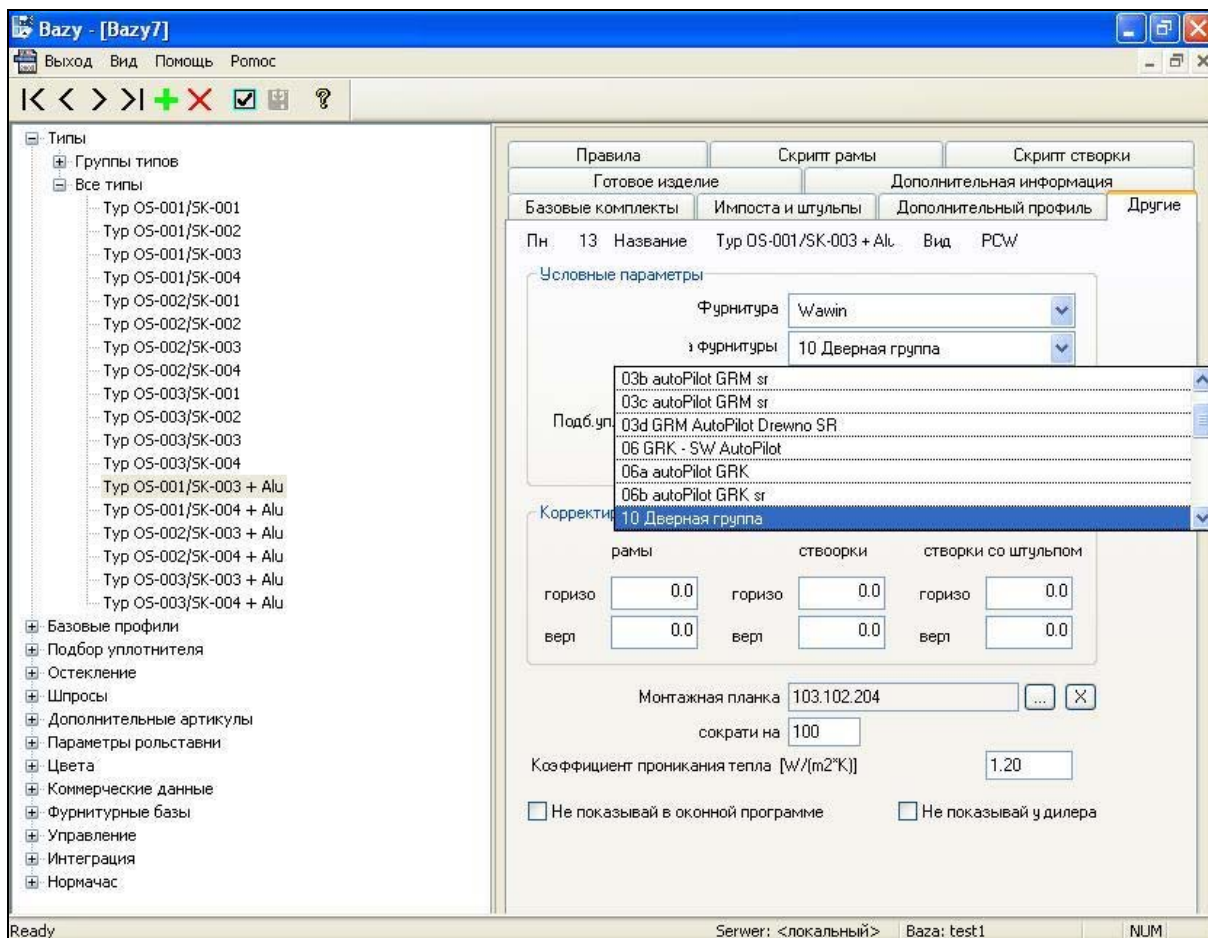 Bazy - [Bazy7]
Выход Вид Помощь Pomoc
Типы
Группы типов
Все типы
Typ OS-001/SK-001
Typ OS-001/SK-002
Typ OS-001/SK-003
Typ OS-001/SK-004
Typ OS-002/SK-001
Typ OS-002/SK-002
Typ OS-002/SK-003
Typ OS-002/SK-004
Typ OS-003/SK-001
Typ OS-003/SK-002
Typ OS-003/SK-003
Typ OS-003/SK-004
Typ OS-001/SK-003 + Alu
Typ OS-001/SK-004 + Alu
Typ OS-002/SK-003 + Alu
Typ OS-002/SK-004 + Alu
Typ OS-003/SK-003 + Alu
Typ OS-003/SK-004 + Alu
Базовые профили
Подбор уплотнителя
Остекление
Шпросы
Дополнительные артикулы
Параметры рольставни
Цвета
Коммерческие данные
Фурнитурные базы
Управление
Интеграция
Нормачас
Правила Скрипт рамы Скрипт створки
Готовое изделие Дополнительная информация
Базовые комплекты Импоста и штульпы Дополнительный профиль Другие
Пн 13 Название Typ OS-001/SK-003 + Alu Вид PCW
Условные параметры
Фурнитура Wawin
фурнитуры 10 Дверная группа
03b autoPilot GRM sr
03c autoPilot GRM sr
Подб.уп. 03d GRM AutoPilot Drewno SR
06 GRK - SW AutoPilot
06a autoPilot GRK
06b autoPilot GRK sr
Корректир 10 Дверная группа
рамы створки створки со штульпом
горизо 0.0 горизо 0.0 горизо 0.0
верт 0.0 верт 0.0 верт 0.0
Монтажная планка 103.102.204 ... X
сократи на 100
Коэффициент проникания тепла [W/(m2*K)] 1.20
Не показывай в оконной программе Не показывай у дилера
Ready Serwer: <локальный> Baza: test1 NUM